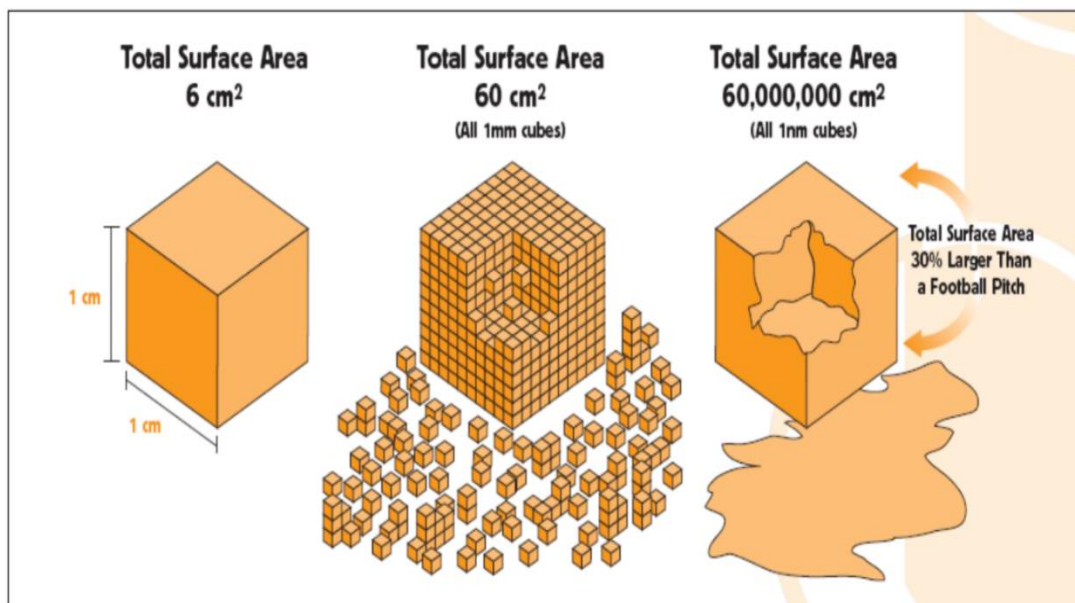 Total Surface Area
6 cm²
Total Surface Area
60 cm²
(All 1mm cubes)
Total Surface Area
60,000,000 cm²
(All 1nm cubes)
1 cm
1 cm
Total Surface Area
30% Larger Than
a Football Pitch